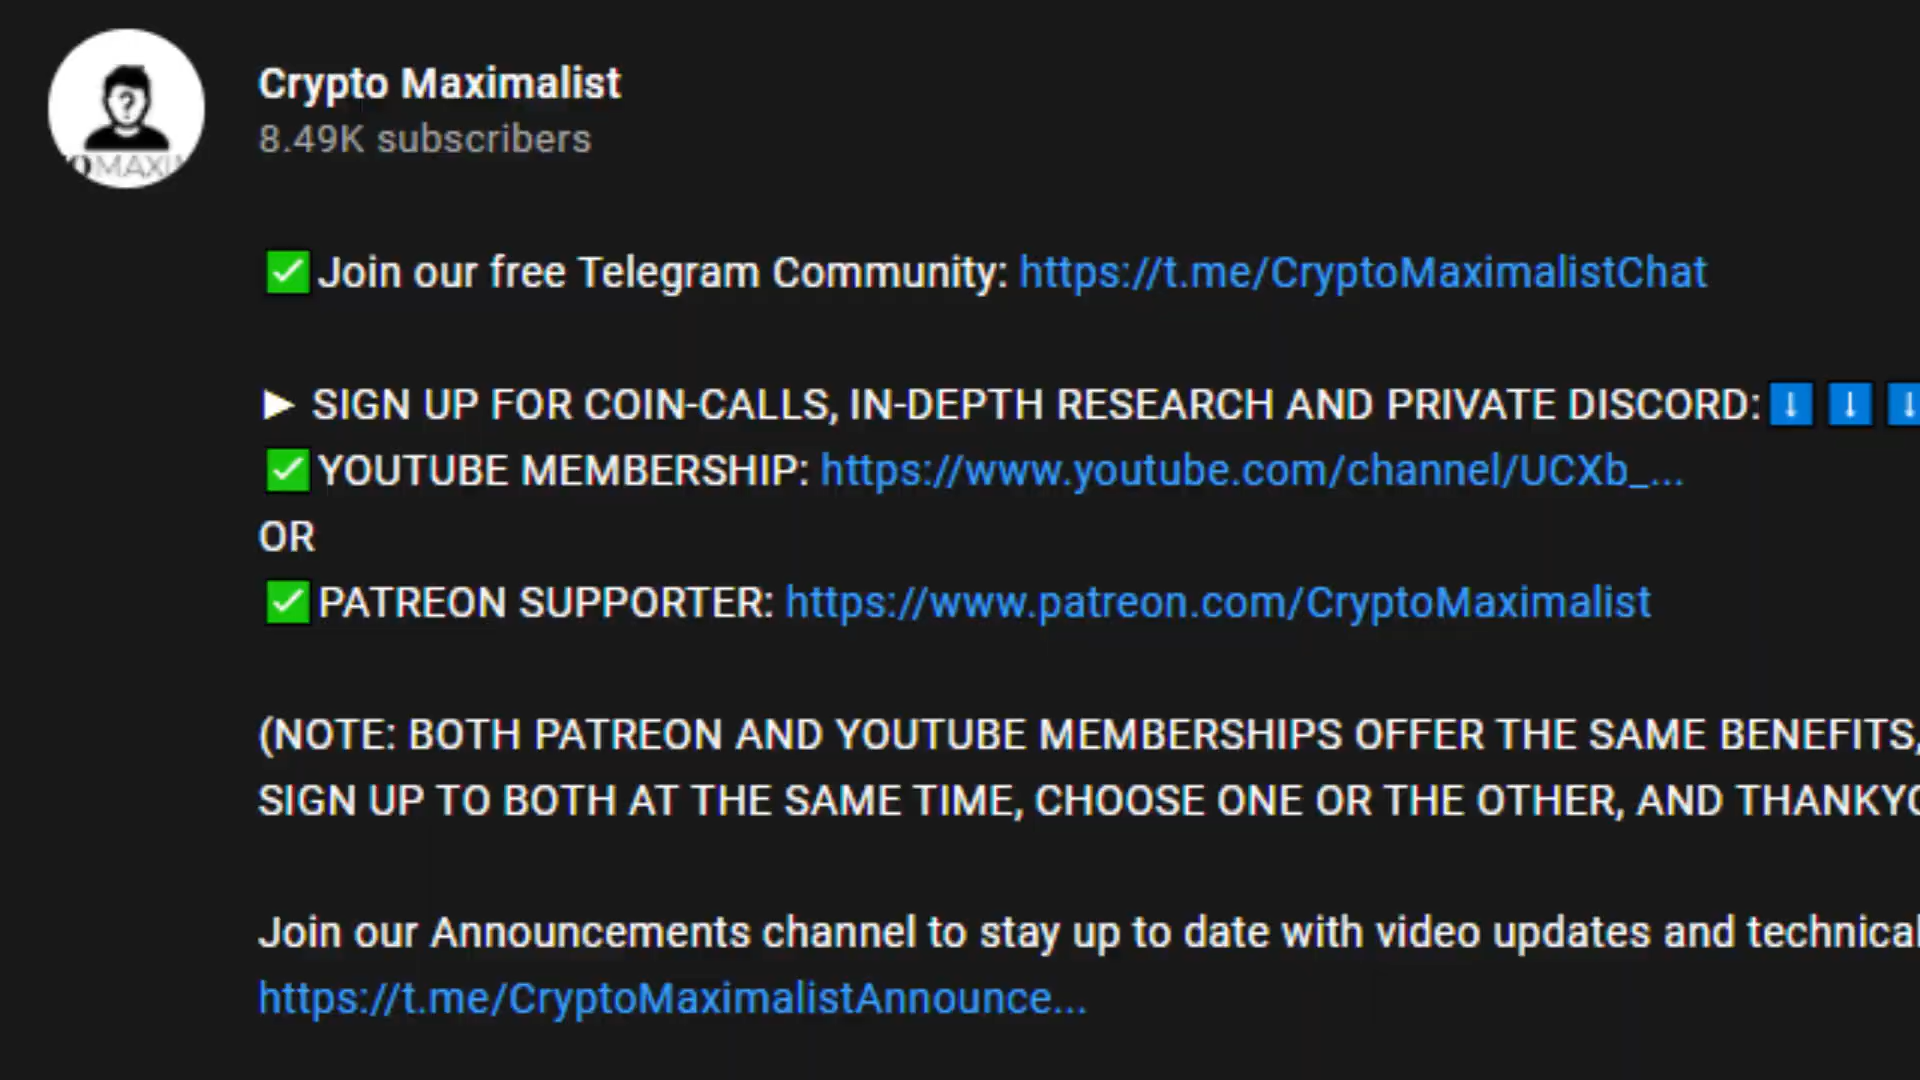 Crypto Maximalist
8.49K subscribers
?
OMAXI
✅Join our free Telegram Community: https://t.me/CryptoMaximalistChat
► SIGN UP FOR COIN-CALLS, IN-DEPTH RESEARCH AND PRIVATE DISCORD:⬇️ ⬇️ ⬇️
✅YOUTUBE MEMBERSHIP: https://www.youtube.com/channel/UCXb_...
OR
✅PATREON SUPPORTER: https://www.patreon.com/CryptoMaximalist
(NOTE: BOTH PATREON AND YOUTUBE MEMBERSHIPS OFFER THE SAME BENEFITS,
SIGN UP TO BOTH AT THE SAME TIME, CHOOSE ONE OR THE OTHER, AND THANKYO
Join our Announcements channel to stay up to date with video updates and technical
https://t.me/CryptoMaximalistAnnounce...